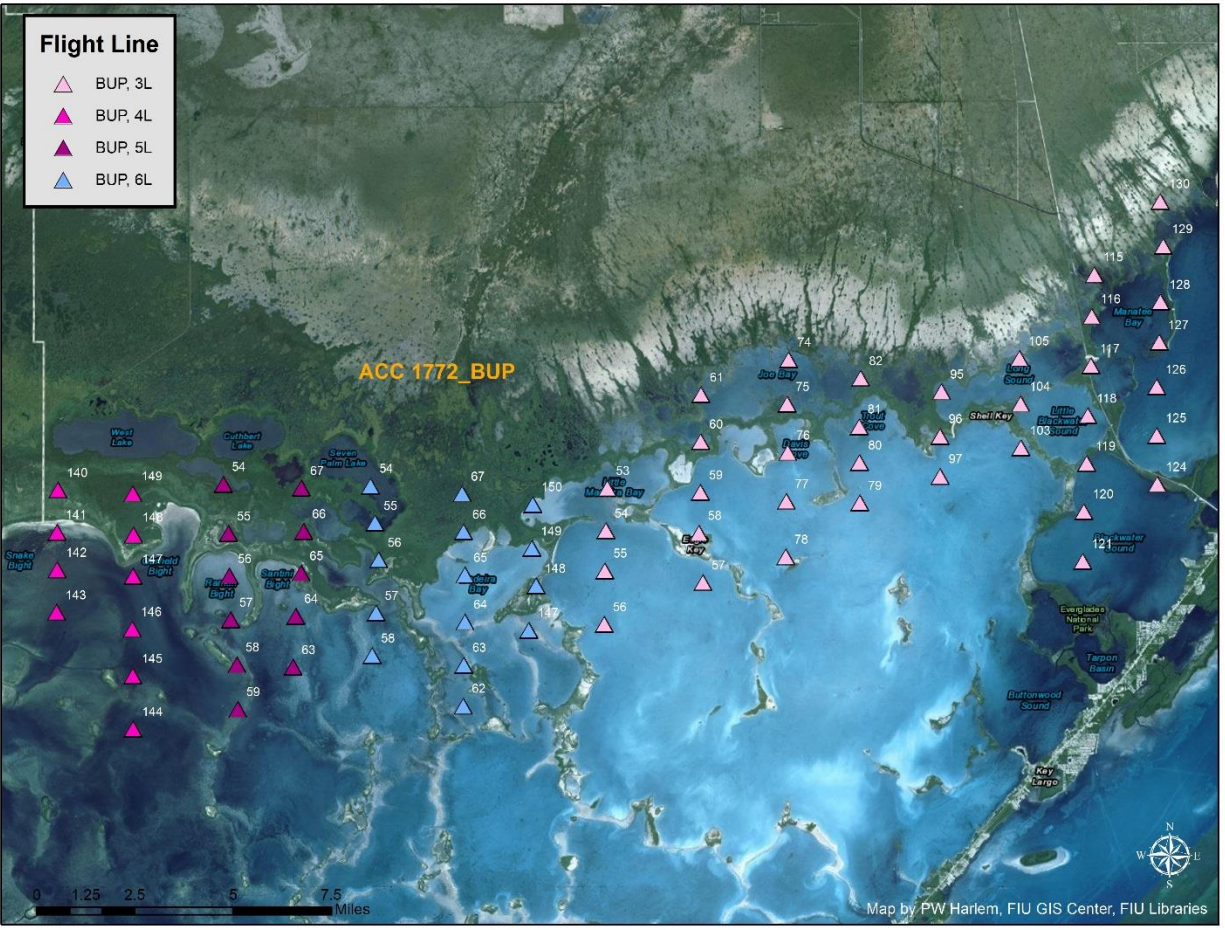 Flight Line
BUP, 3L
BUP, 4L
BUP, 5L
BUP, 6L
130
129
115
128
116
Manatee
Bay
127
74
105
117
82
ACC 1772_BUP
Joe Bay
Long
Sound
126
61
75
95
104
118
81
Trout
Cove
Shell Key
Little
Blackwater
Sound
125
West
Lake
Cuthbert
Lake
60
76
96
103
Davis
Cove
80
119
Seven
Palm Lake
140
149
54
67
54
67
53
59
97
124
Little
Madeira Bay
150
77
79
120
141
148
55
66
55
66
54
58
Blackwater
Sound
149
Eagle
Key
Snake
Bight
142
147
Garfield
Bight
56
65
56
65
55
78
121
Rankin
Bight
Santini
Bight
Madeira
Bay
148
57
143
146
57
64
57
64
147
56
Everglades
National
Park
145
58
63
58
63
Tarpon
Basin
59
62
Buttonwood
Sound
144
Key
Largo
N
W E
S
0 1.25 2.5 5 7.5
Miles
Map by PW Harlem, FIU GIS Center, FIU Libraries